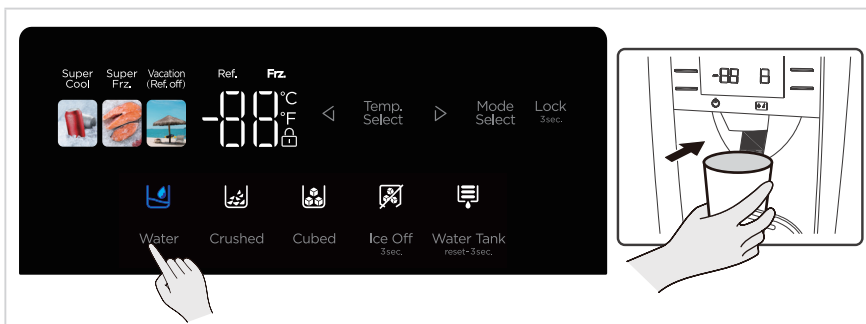 Super Cool
Super Frz.
Vacation (Ref. off)
Ref.
Frz.
-88
°C
°F
Temp. Select
Mode Select
Lock
3sec.
Water
Crushed
Cubed
Ice Off
3sec.
Water Tank
reset-3sec.
-88 8